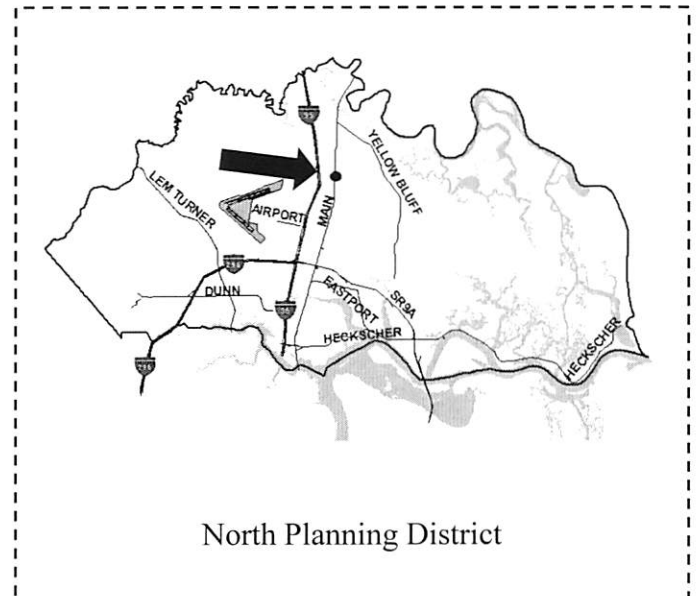 YELLOW BLUFF
LEM TURNER
AIRPORT
MAIN
DUNN
EASTPORT
SR9A
HECKSCHER
HECKSCHER
North Planning District